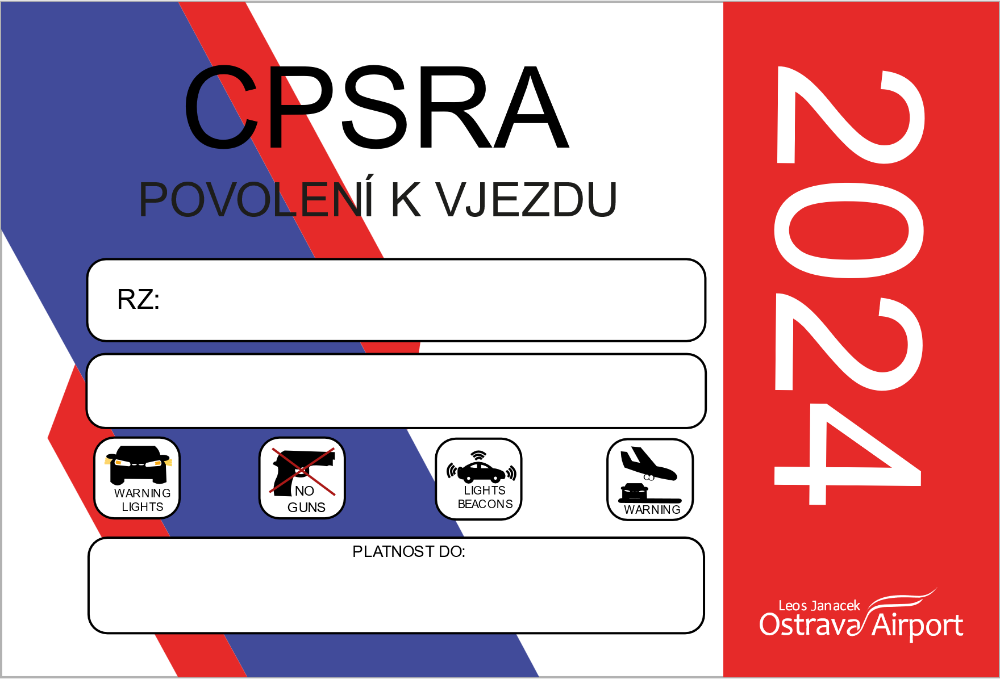 CPSRA
POVOLENÍ K VJEZDU
RZ:
WARNING
LIGHTS
NO
GUNS
LIGHTS
BEACONS
WARNING
PLATNOST DO:
2024
Leos Janacek
Ostrava Airport